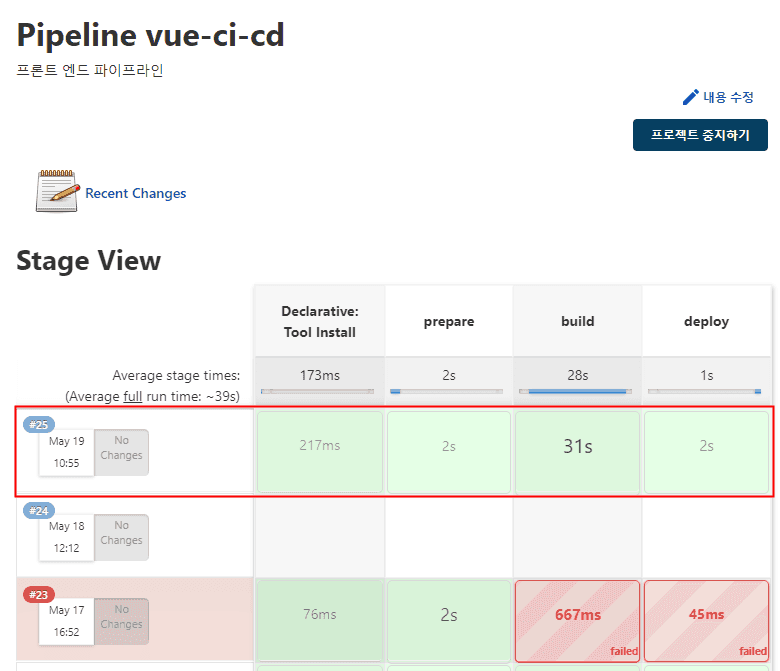 Pipeline vue-ci-cd
프론트 엔드 파이프라인
내용 수정
프로젝트 중지하기
Recent Changes
Stage View
Declarative:
Tool Install
prepare
build
deploy
Average stage times:
173ms
2s
28s
1s
(Average full run time: ~39s)
#25
May 19
10:55
No
Changes
217ms
2s
31s
2s
#24
May 18
12:12
No
Changes
#23
May 17
16:52
No
Changes
76ms
2s
667ms
failed
45ms
failed